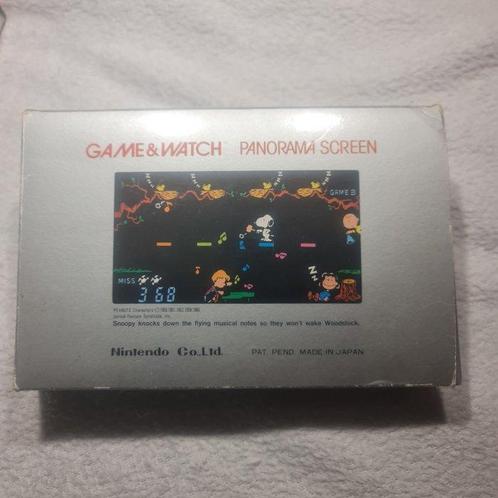 GAME & WATCH™ PANORAMA SCREEN
GAME B
MISS
368
Snoopy knocks down the flying musical notes so they won't wake Woodstock.
Nintendo Co.,Ltd. PAT. PEND. MADE IN JAPAN